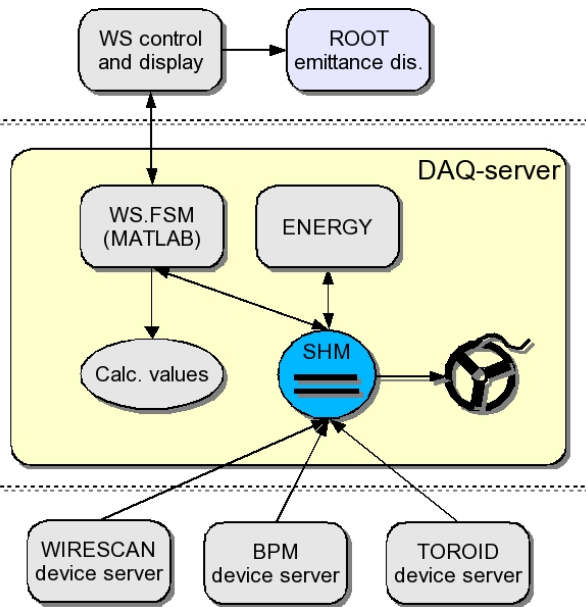 WS control
and display
ROOT
emittance dis.
DAQ-server
WS.FSM
(MATLAB)
ENERGY
SHM
Calc. values
WIRESCAN
device server
BPM
device server
TOROID
device server